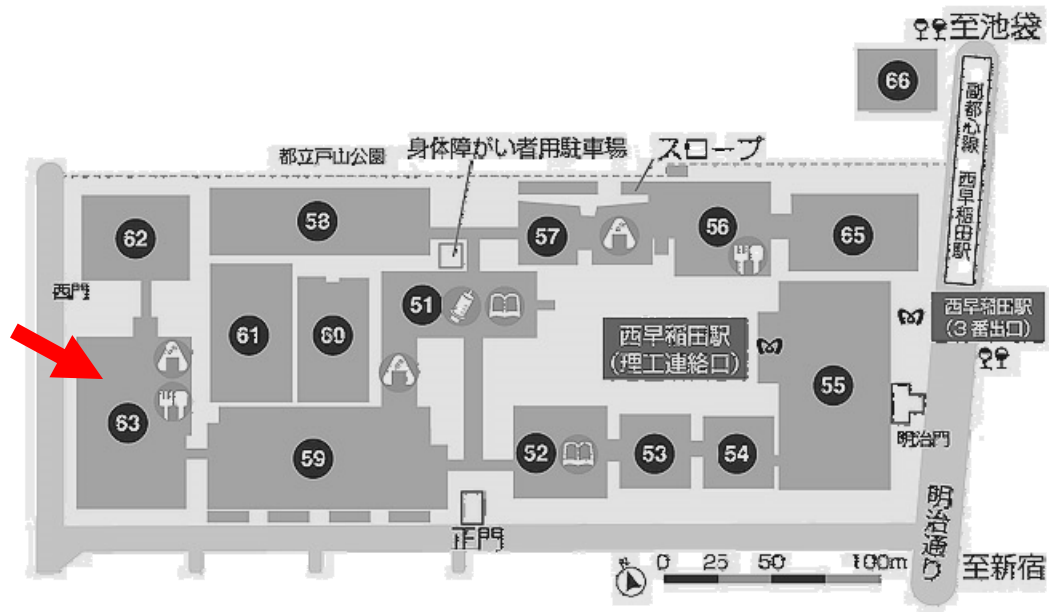 至池袋
66
副都心線 西早稲田駅
都立戸山公園
身体障がい者用駐車場
スロープ
62
58
57
56
65
西門
61
60
51
西早稲田駅
(理工連絡口)
西早稲田駅
(3番出口)
55
63
59
52
53
54
明治門
正門
明治通り
0 25 50 100m
至新宿